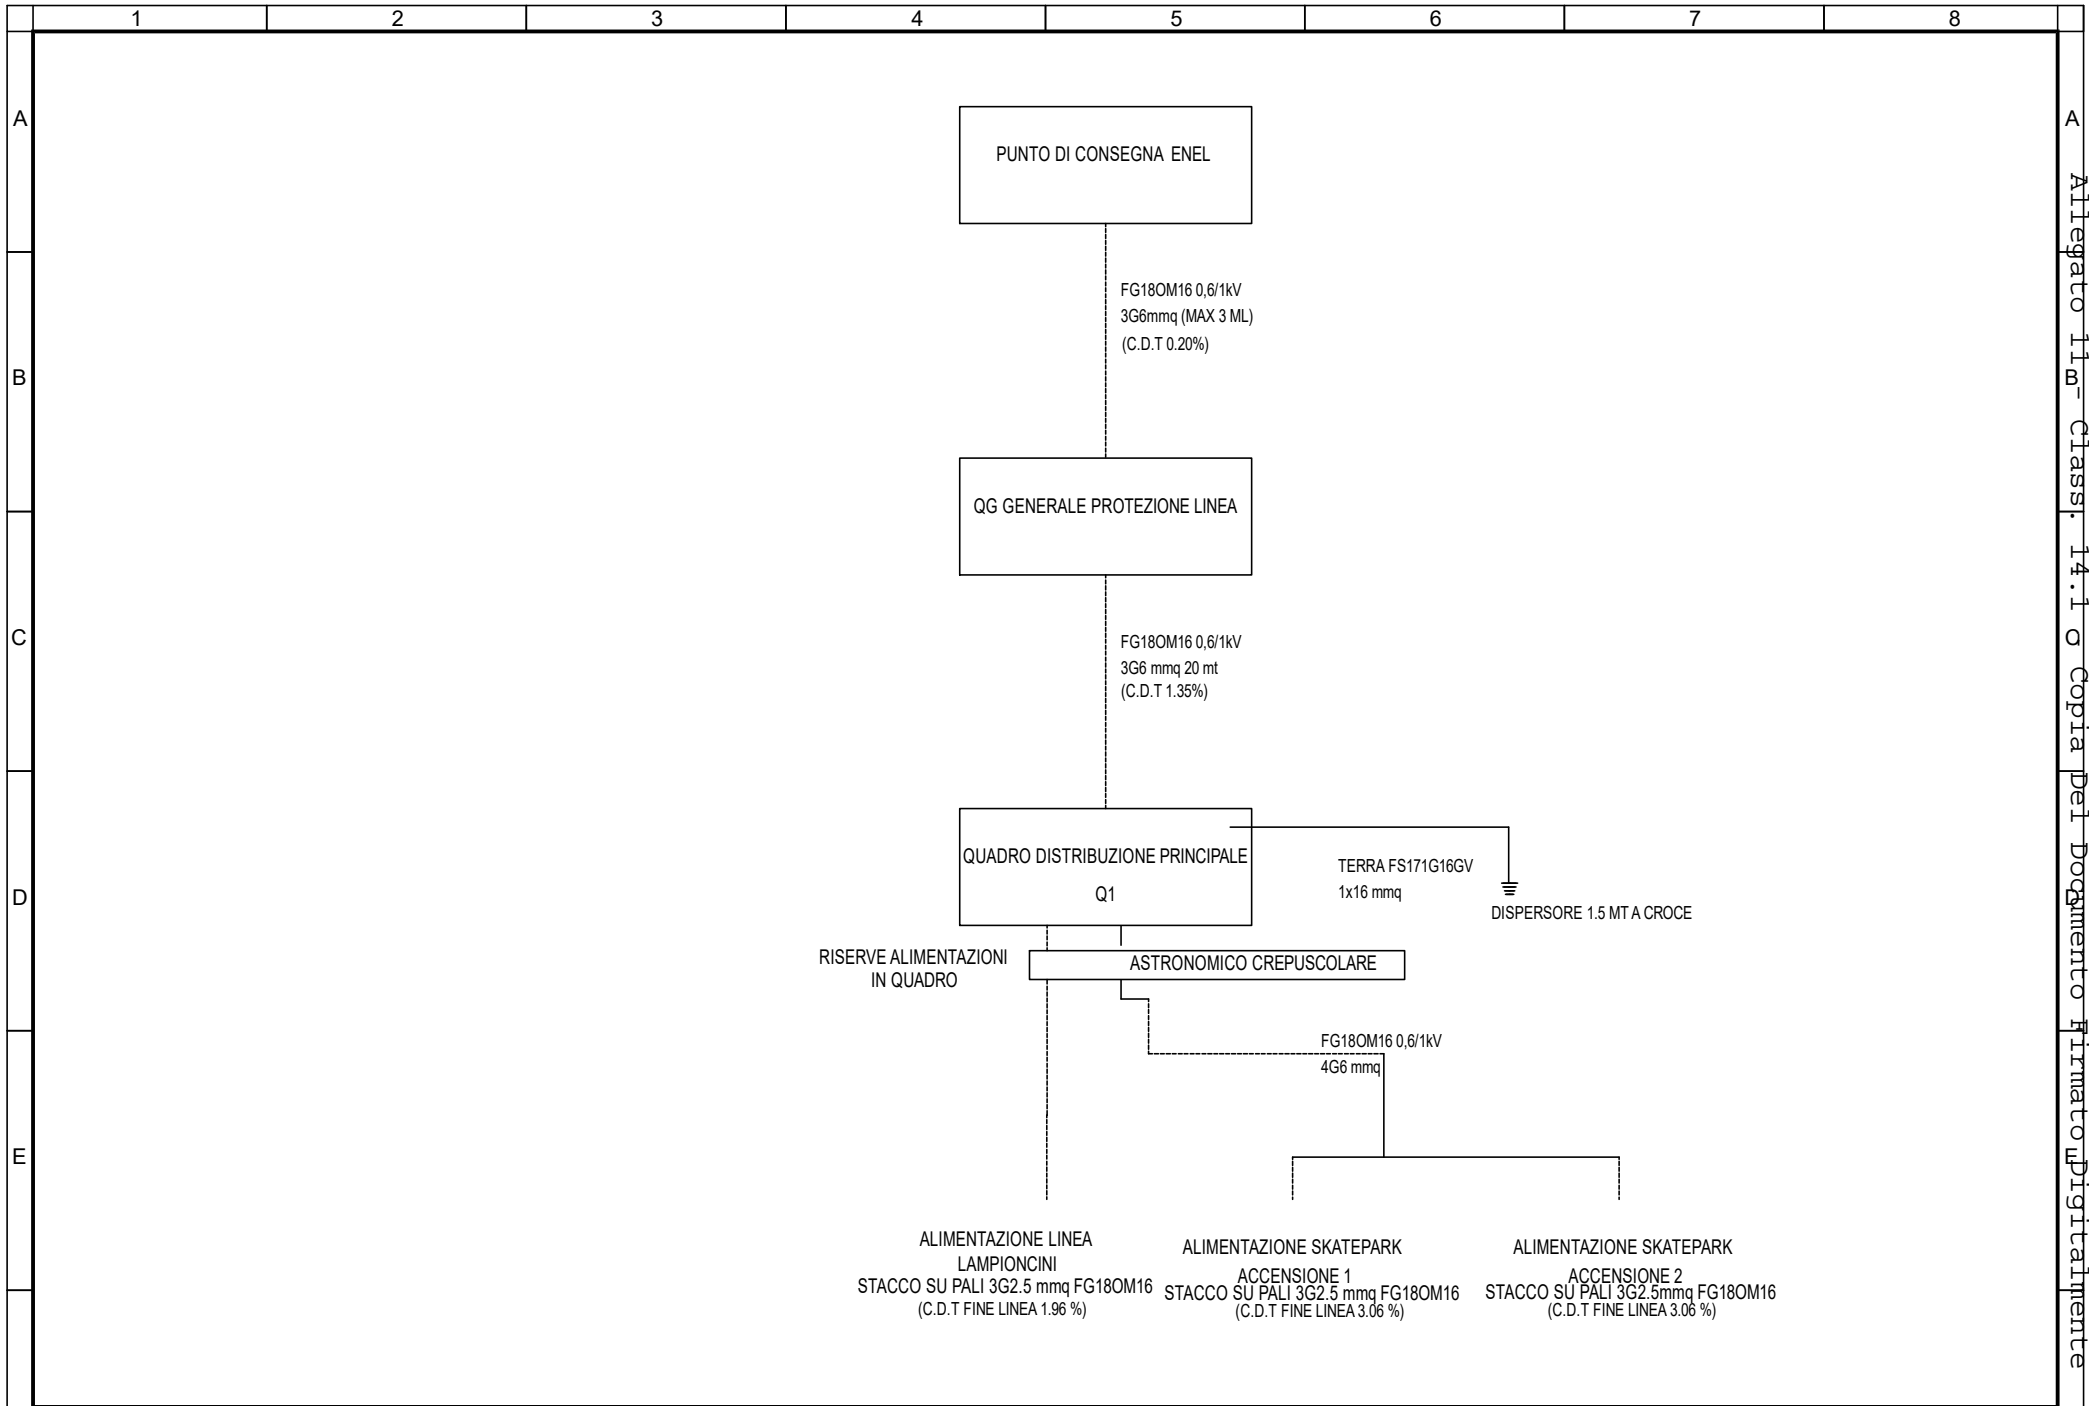 1 2 3 4 5 6 7 8
A A
PUNTO DI CONSEGNA ENEL
FG18OM16 0,6/1kV
3G6mmq (MAX 3 ML)
(C.D.T 0.20%)
B B
QG GENERALE PROTEZIONE LINEA
FG18OM16 0,6/1kV
3G6 mmq 20 mt
(C.D.T 1.35%)
C C
QUADRO DISTRIBUZIONE PRINCIPALE
Q1
TERRA FS171G16GV
1x16 mmq
DISPERSORE 1.5 MT A CROCE
D D
RISERVE ALIMENTAZIONI
IN QUADRO
ASTRONOMICO CREPUSCOLARE
FG18OM16 0,6/1kV
4G6 mmq
E E
ALIMENTAZIONE LINEA
LAMPIONCINI
STACCO SU PALI 3G2.5 mmq FG18OM16
(C.D.T FINE LINEA 1.96 %)
ALIMENTAZIONE SKATEPARK
ACCENSIONE 1
STACCO SU PALI 3G2.5 mmq FG18OM16
(C.D.T FINE LINEA 3.06 %)
ALIMENTAZIONE SKATEPARK
ACCENSIONE 2
STACCO SU PALI 3G2.5mmq FG18OM16
(C.D.T FINE LINEA 3.06 %)
Allegato 11 - Class. 14.1 - Copia Del Documento Firmato Digitalmente